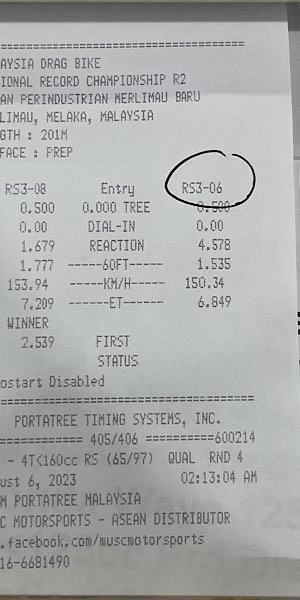 AYSIA DRAG BIKE
IONAL RECORD CHAMPIONSHIP R2
AN PERINDUSTRIAN MERLIMAU BARU
LIMAU, MELAKA, MALAYSIA
GTH : 201M
FACE : PREP
RS3-08 Entry RS3-06
0.500 0.000 TREE 0.500
0.00 DIAL-IN 0.00
1.679 REACTION 4.578
1.777 -----60FT----- 1.535
153.94 -----KM/H----- 150.34
7.209 ------ET------ 6.849
WINNER
2.539 FIRST
STATUS
ostart Disabled
PORTATREE TIMING SYSTEMS, INC.
============ 405/406 ==========600214
- 4T<160cc RS (65/97) QUAL RND 4
ust 6, 2023 02:13:04 AM
M PORTATREE MALAYSIA
C MOTORSPORTS - ASEAN DISTRIBUTOR
.facebook.com/muscmotorsports
16-6681490